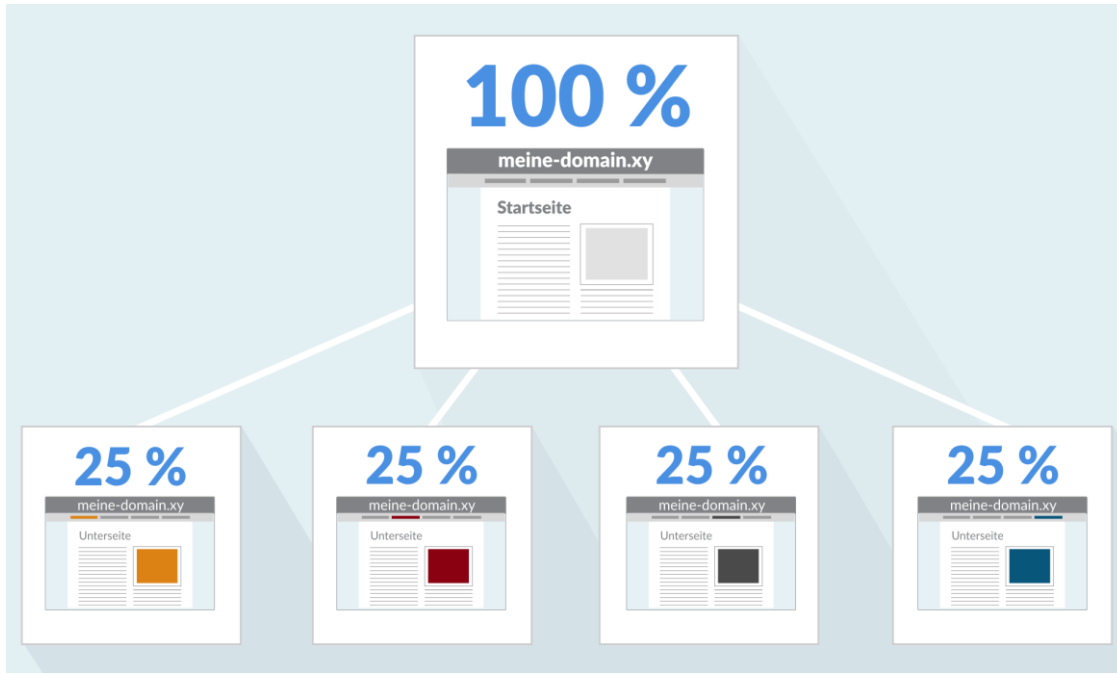 100 %
meine-domain.xy
Startseite
25 %
meine-domain.xy
Unterseite
25 %
meine-domain.xy
Unterseite
25 %
meine-domain.xy
Unterseite
25 %
meine-domain.xy
Unterseite